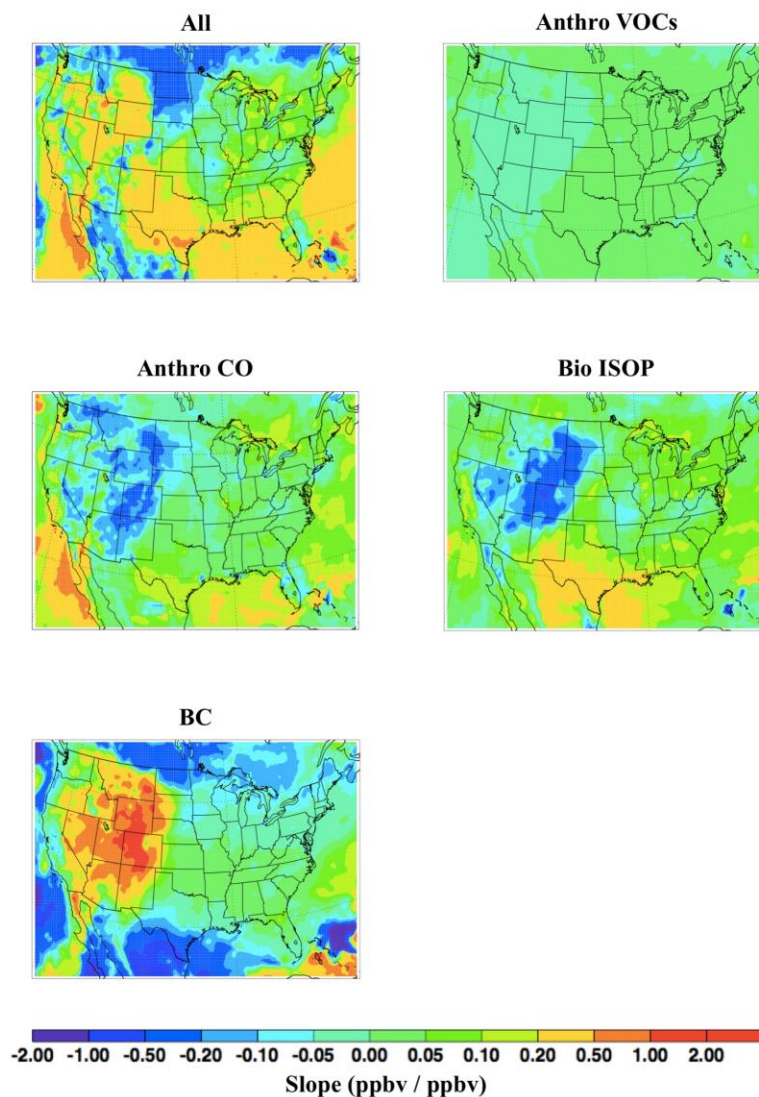 All
Anthro VOCs
Anthro CO
Bio ISOP
BC
-2.00 -1.00 -0.50 -0.20 -0.10 -0.05 0.00 0.05 0.10 0.20 0.50 1.00 2.00
Slope (ppbv / ppbv)